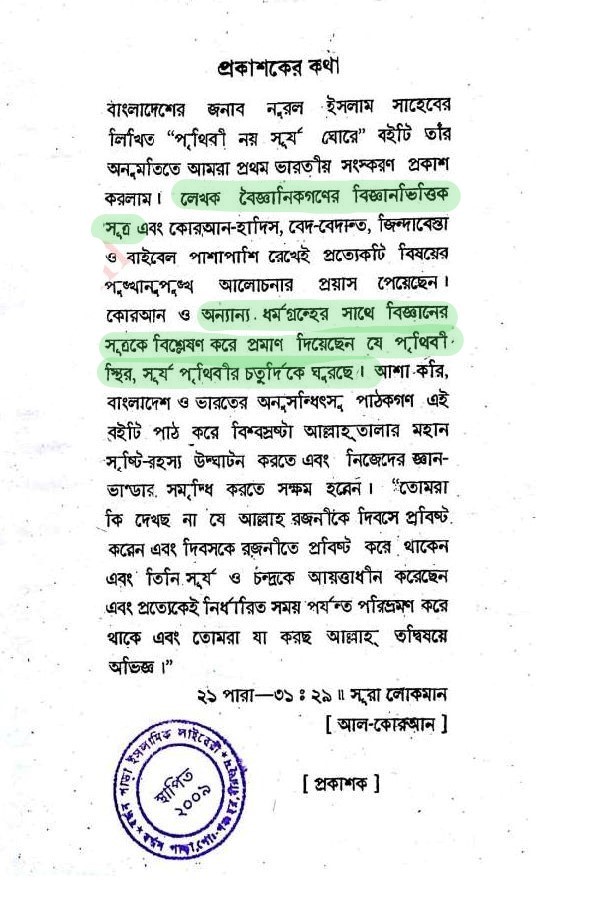 প্রকাশকের কথা
বাংলাদেশের জনাব নূরল ইসলাম সাহেবের
লিখিত “পৃথিবী নয় সূর্য ঘোরে” বইটি তাঁর
অনুমতিতে আমরা প্রথম ভারতীয় সংস্করণ প্রকাশ
করলাম। লেখক বৈজ্ঞানিকগণের বিজ্ঞানভিত্তিক
সূত্র এবং কোরআন-হাদিস, বেদ-বেদান্ত, জিন্দাবেস্তা
ও বাইবেল পাশাপাশি রেখেই প্রত্যেকটি বিষয়ের
পুঙ্খানুপুঙ্খ আলোচনার প্রয়াস পেয়েছেন।
কোরআন ও অন্যান্য ধর্মগ্রন্থের সাথে বিজ্ঞানের
সূত্রকে বিশ্লেষণ করে প্রমাণ দিয়েছেন যে পৃথিবী
স্থির, সূর্য পৃথিবীর চতুর্দিকে ঘুরছে। আশা করি,
বাংলাদেশ ও ভারতের অনুসন্ধিৎসু পাঠকগণ এই
বইটি পাঠ করে বিশ্বস্রষ্টা আল্লাহ্‌তালার মহান
সৃষ্টি-রহস্য উদ্ঘাটন করতে এবং নিজেদের জ্ঞান-
ভাণ্ডার সমৃদ্ধি করতে সক্ষম হবেন। “তোমরা
কি দেখছ না যে আল্লাহ্‌ রজনীকে দিবসে প্রবিষ্ট
করেন এবং দিবসকে রজনীতে প্রবিষ্ট করে থাকেন
এবং তিনি সূর্য ও চন্দ্রকে আয়ত্তাধীন করেছেন
এবং প্রত্যেকেই নির্ধারিত সময় পর্যন্ত পরিভ্রমণ করে
থাকে এবং তোমরা যা করছ আল্লাহ্‌ তদ্বিষয়ে
অভিজ্ঞ।”
২১ পারা—৩১ : ২৯॥ সূরা লোকমান
[ আল-কোরআন ]
[ প্রকাশক ]
পাড়া ইসলামিক লাইব্রেরী
স্থাপিত
২০০৯